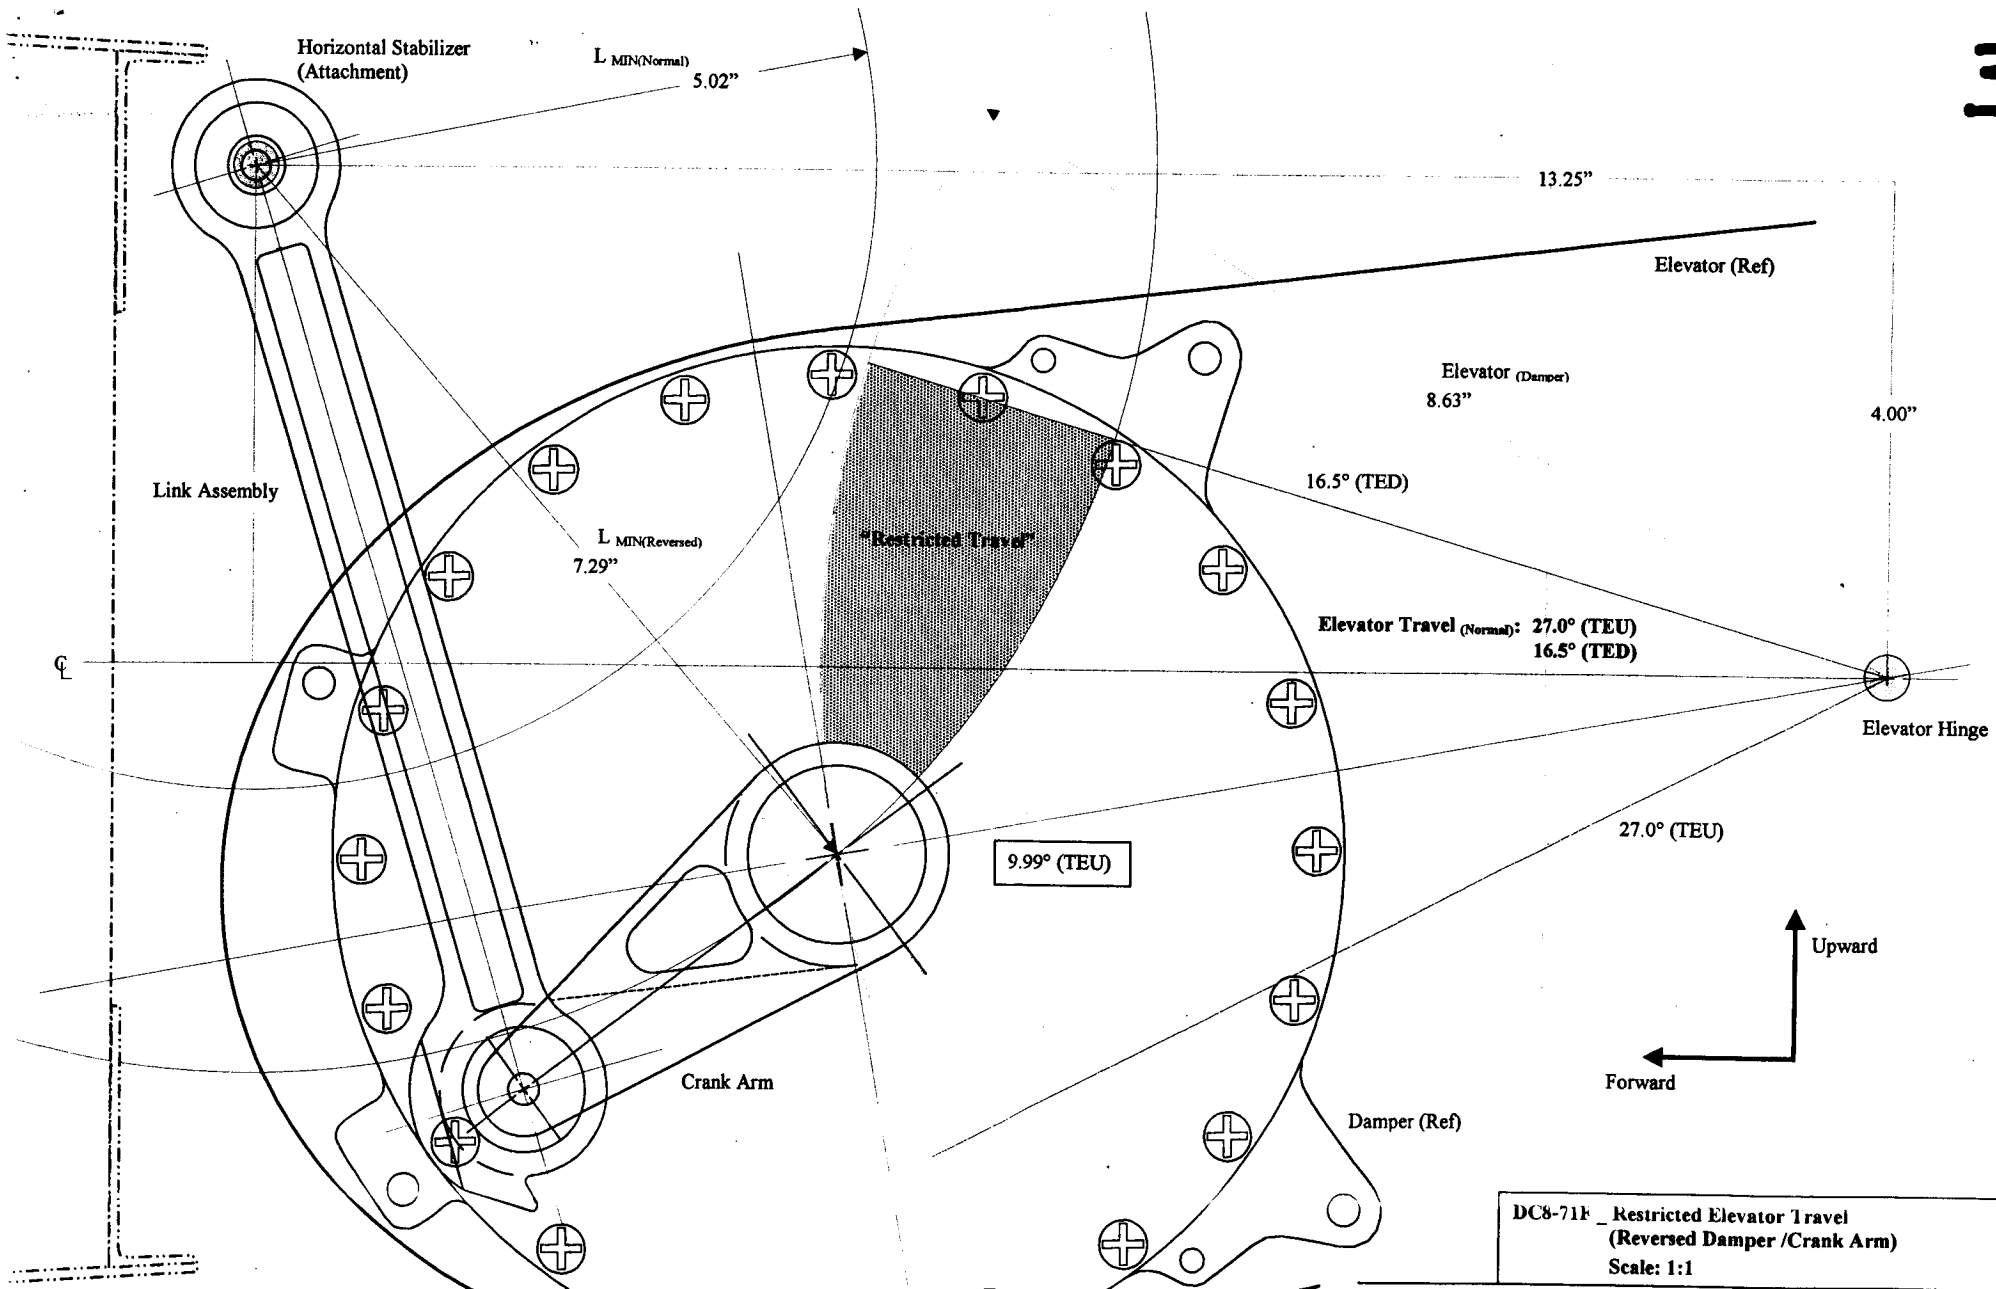 Horizontal Stabilizer
(Attachment)
L MIN(Normal)
5.02”
13.25”
Elevator (Ref)
Elevator (Damper)
8.63”
4.00”
16.5° (TED)
Link Assembly
L MIN(Reversed)
7.29”
“Restricted Travel”
Elevator Travel (Normal): 27.0° (TEU)
16.5° (TED)
℄
Elevator Hinge
27.0° (TEU)
9.99° (TEU)
Upward
Forward
Crank Arm
Damper (Ref)
DC8-71F _ Restricted Elevator Travel
(Reversed Damper /Crank Arm)
Scale: 1:1